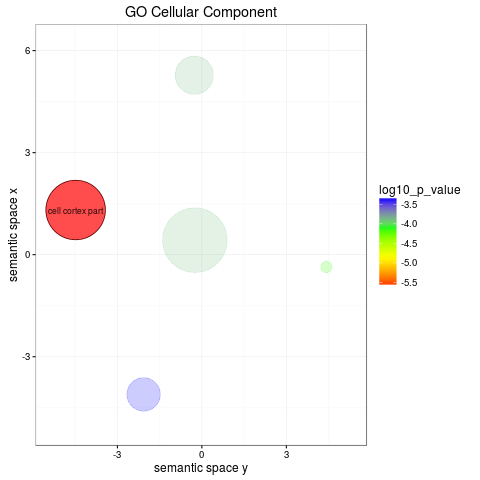 GO Cellular Component
semantic space x
6
3
0
-3
cell cortex part
-3
0
3
semantic space y
log10_p_value
-3.5
-4.0
-4.5
-5.0
-5.5